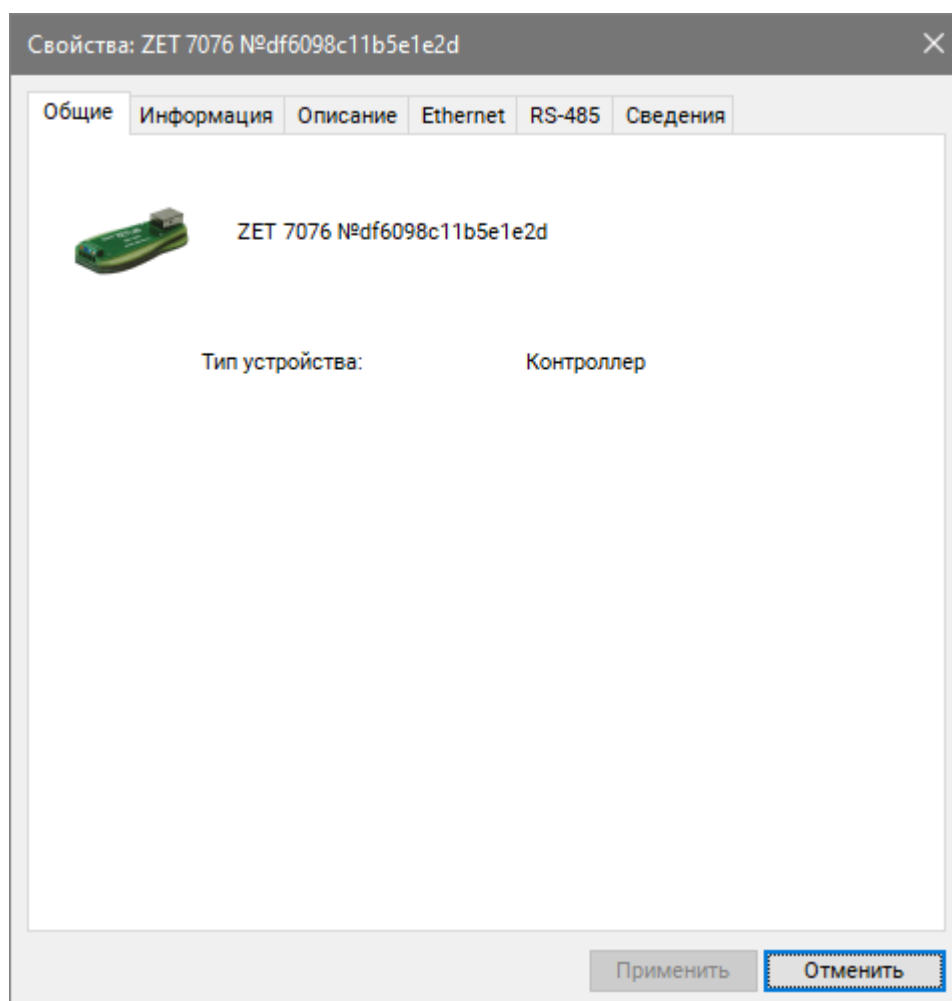 Свойства: ZET 7076 №df6098c11b5e1e2d
Общие Информация Описание Ethernet RS-485 Сведения
ZET 7076 №df6098c11b5e1e2d
Тип устройства: Контроллер
Применить Отменить